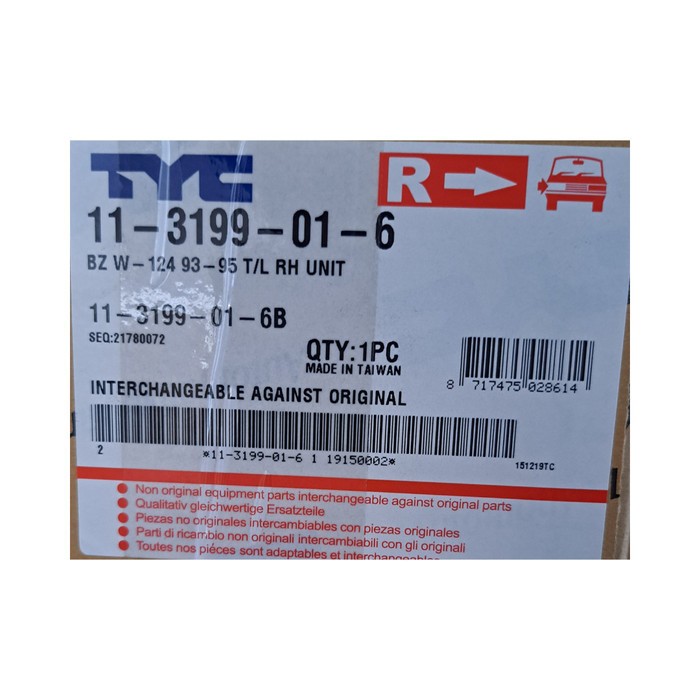 TYC
R
11-3199-01-6
BZ W-124 93-95 T/L RH UNIT
11-3199-01-6B
SEQ:21780072
QTY:1PC
MADE IN TAIWAN
8 717475 028614
INTERCHANGEABLE AGAINST ORIGINAL
2
*11-3199-01-6 1 19150002*
151219TC
Non original equipment parts interchangeable against original parts
Qualitativ gleichwertige Ersatzteile
Piezas no originales intercambiables con piezas originales
Parti di ricambio non originali intercambiabili con gli originali
Toutes nos piéces sont adaptables et interchangeables